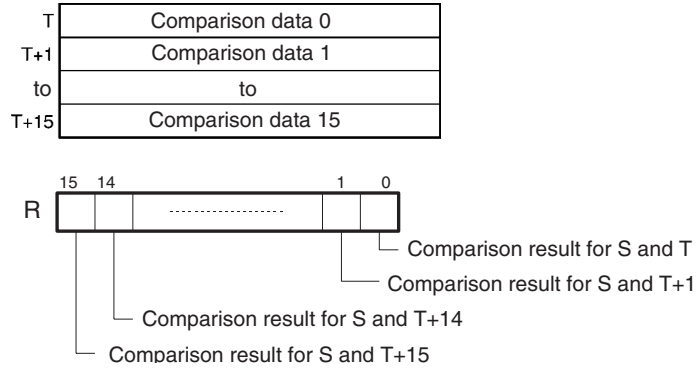 T Comparison data 0
T+1 Comparison data 1
to to
T+15 Comparison data 15
15 14 1 0
R
Comparison result for S and T
Comparison result for S and T+1
Comparison result for S and T+14
Comparison result for S and T+15